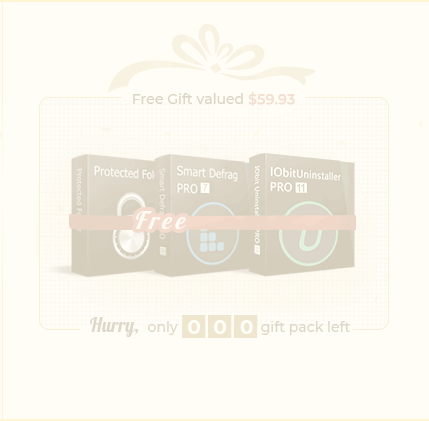 Free Gift valued $59.93
Protected Fol
Smart Defrag
PRO 7
IObitUninstaller
PRO 11
Free
Hurry, only 0 0 0 gift pack left